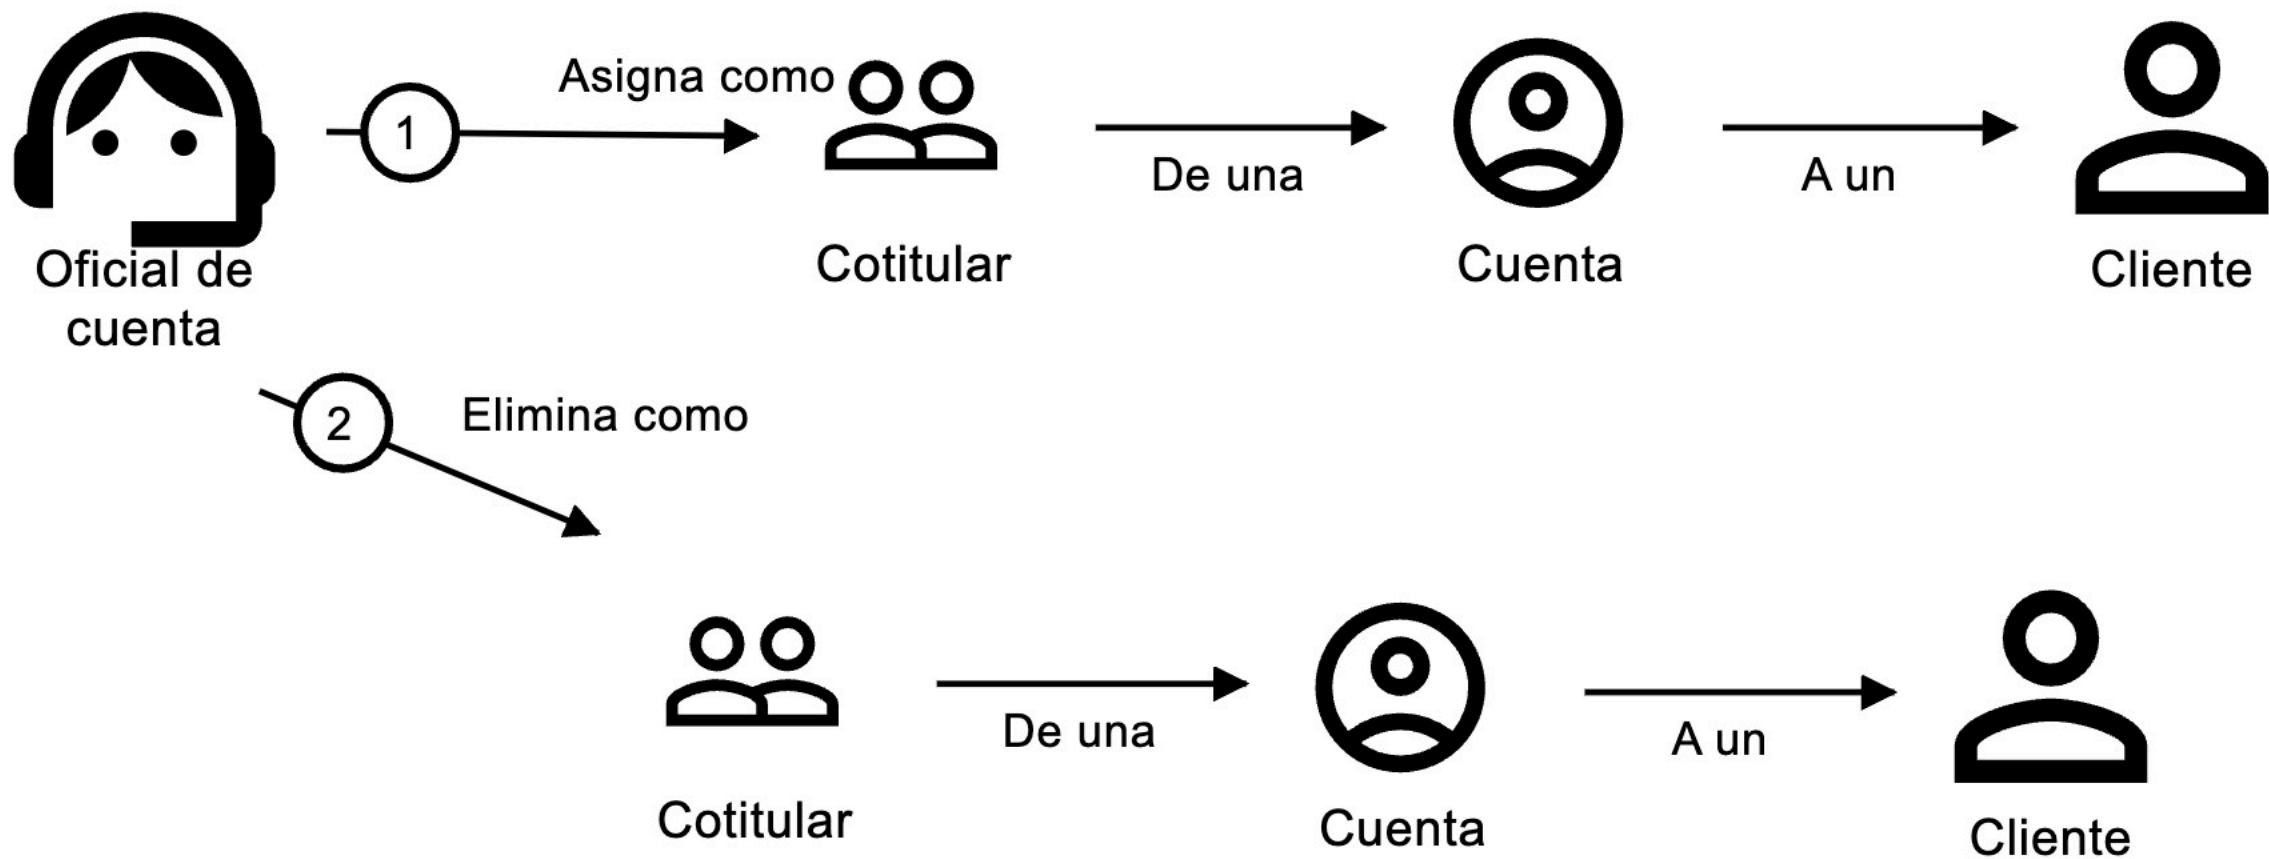 Asigna como
1
De una
A un
Oficial de
cuenta
Cotitular
Cuenta
Cliente
2
Elimina como
De una
A un
Cotitular
Cuenta
Cliente